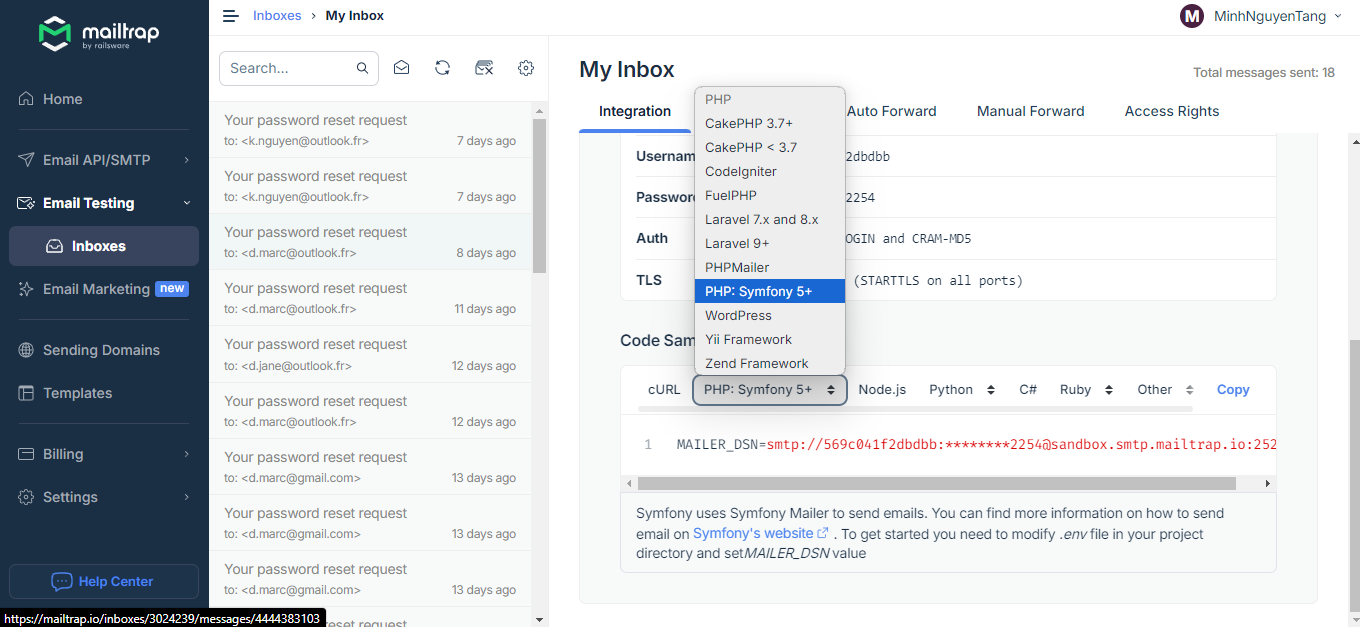 mailtrap
by railsware
Home
Email API/SMTP
Email Testing
Inboxes
Email Marketing new
Sending Domains
Templates
Billing
Settings
Help Center
https://mailtrap.io/inboxes/3024239/messages/4444383103
Inboxes › My Inbox
M MinhNguyenTang
Search...
Your password reset request
to: <k.nguyen@outlook.fr> 7 days ago
Your password reset request
to: <k.nguyen@outlook.fr> 7 days ago
Your password reset request
to: <d.marc@outlook.fr> 8 days ago
Your password reset request
to: <d.marc@outlook.fr> 11 days ago
Your password reset request
to: <d.jane@outlook.fr> 12 days ago
Your password reset request
to: <d.marc@outlook.fr> 12 days ago
Your password reset request
to: <d.marc@gmail.com> 13 days ago
Your password reset request
to: <d.marc@gmail.com> 13 days ago
Your password reset request
to: <d.marc@gmail.com> 13 days ago
reset request
My Inbox
Total messages sent: 18
Integration
Auto Forward
Manual Forward
Access Rights
Usernam 2dbdbb
Passwor 2254
Auth OGIN and CRAM-MD5
TLS (STARTTLS on all ports)
PHP
CakePHP 3.7+
CakePHP < 3.7
CodeIgniter
FuelPHP
Laravel 7.x and 8.x
Laravel 9+
PHPMailer
PHP: Symfony 5+
WordPress
Yii Framework
Zend Framework
Code Sam
cURL PHP: Symfony 5+ Node.js Python C# Ruby Other Copy
1 MAILER_DSN=smtp://569c041f2dbdbb:********2254@sandbox.smtp.mailtrap.io:252
Symfony uses Symfony Mailer to send emails. You can find more information on how to send
email on Symfony's website . To get started you need to modify .env file in your project
directory and setMAILER_DSN value